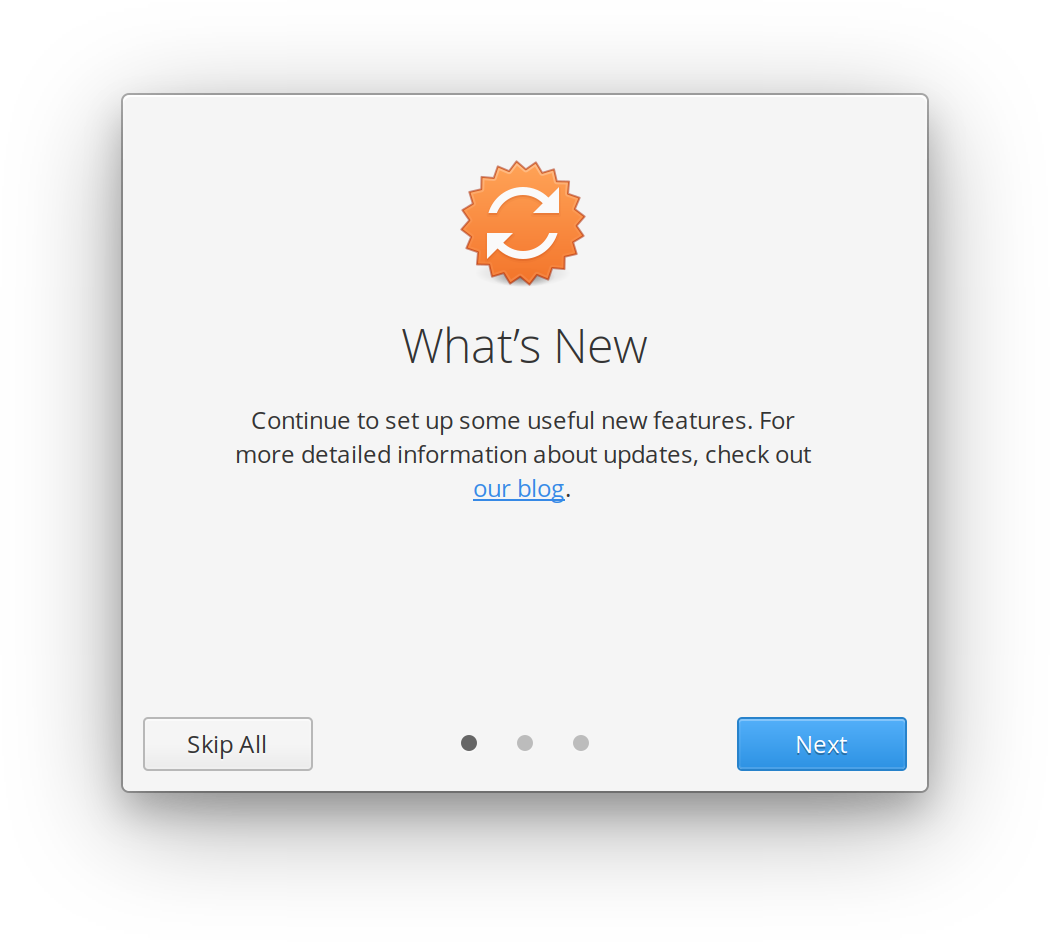 What’s New
Continue to set up some useful new features. For
more detailed information about updates, check out
our blog.
Skip All
Next